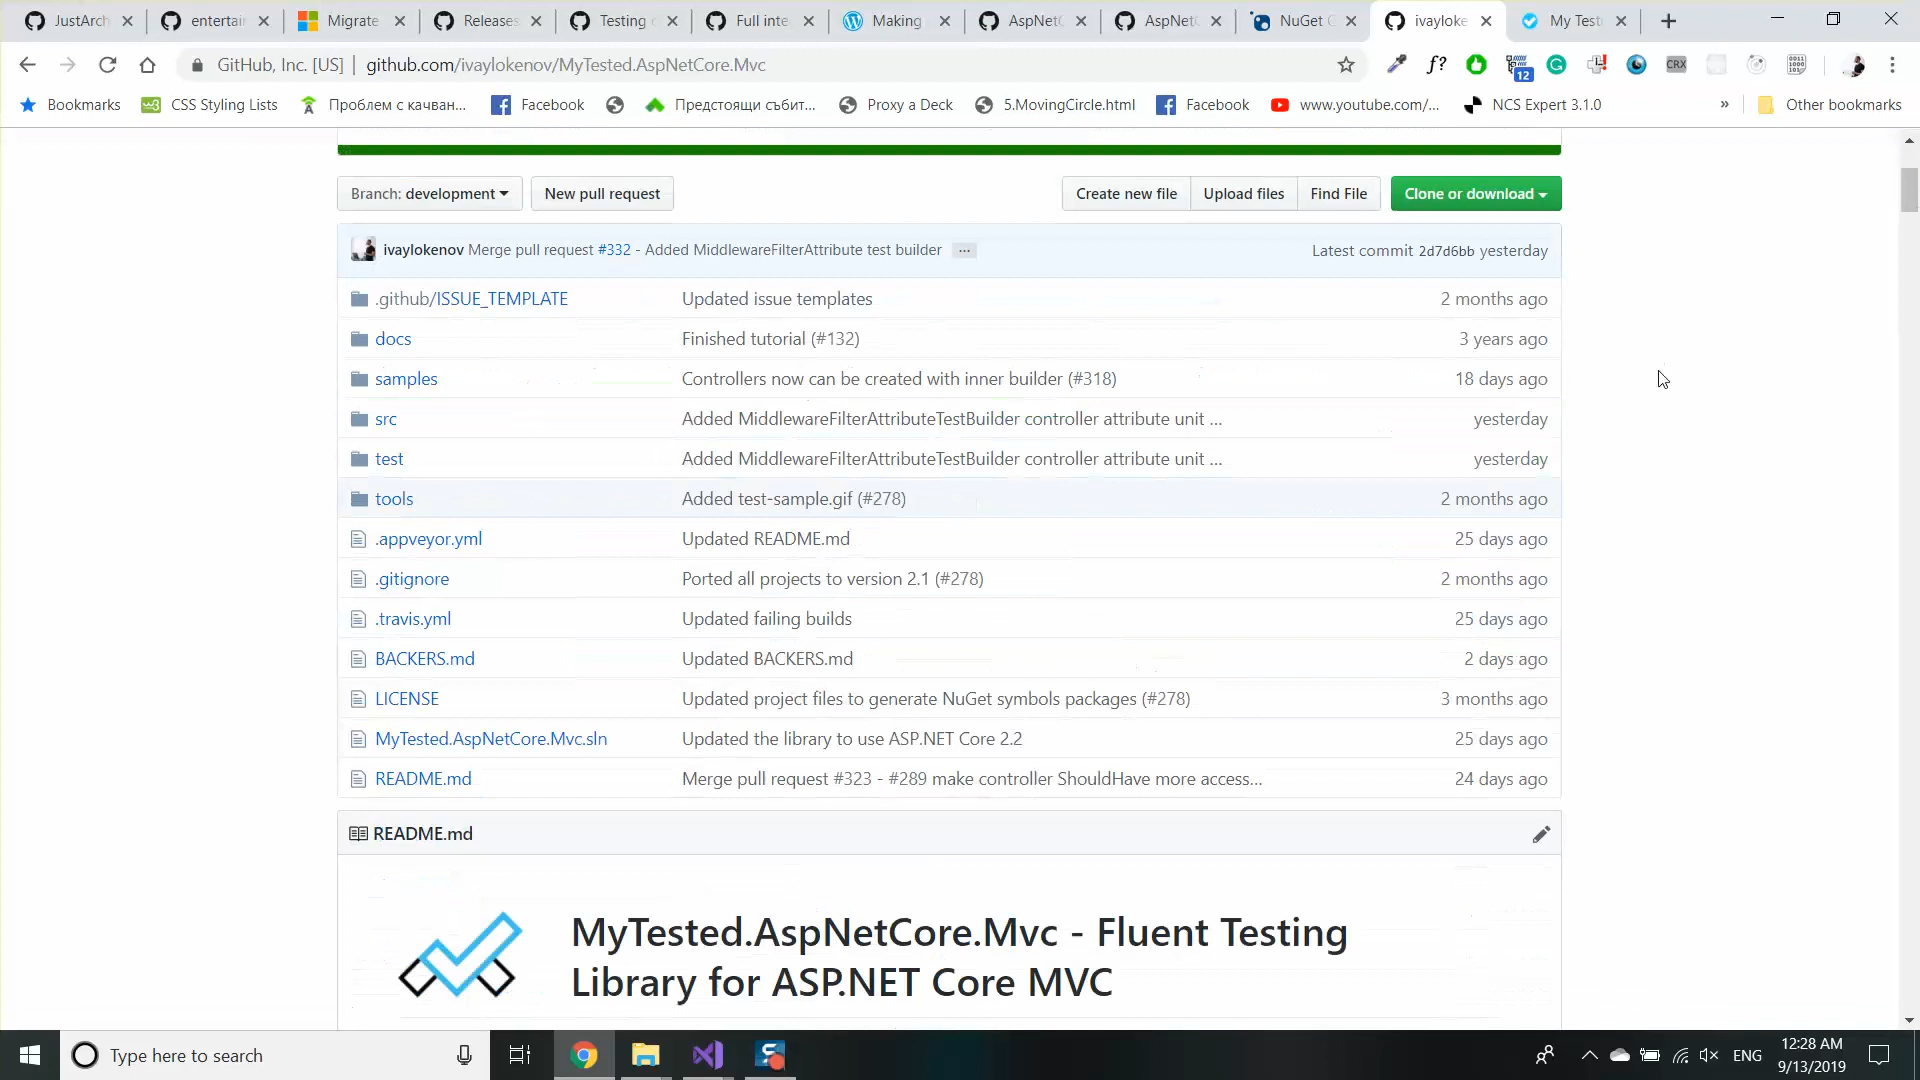 JustArch
entertai
Migrate
Releases
Testing
Full inte
Making
AspNetC
AspNetC
NuGet G
ivayloke
My Test
GitHub, Inc. [US] | github.com/ivaylokenov/MyTested.AspNetCore.Mvc
f?
12
CRX
Bookmarks
CSS Styling Lists
Проблем с качван...
Facebook
Предстоящи събит...
Proxy a Deck
5.MovingCircle.html
Facebook
www.youtube.com/...
NCS Expert 3.1.0
»
Other bookmarks
Branch: development
New pull request
Create new file
Upload files
Find File
Clone or download
ivaylokenov Merge pull request #332 - Added MiddlewareFilterAttribute test builder ...
Latest commit 2d7d6bb yesterday
.github/ISSUE_TEMPLATE Updated issue templates 2 months ago
docs Finished tutorial (#132) 3 years ago
samples Controllers now can be created with inner builder (#318) 18 days ago
src Added MiddlewareFilterAttributeTestBuilder controller attribute unit ... yesterday
test Added MiddlewareFilterAttributeTestBuilder controller attribute unit ... yesterday
tools Added test-sample.gif (#278) 2 months ago
.appveyor.yml Updated README.md 25 days ago
.gitignore Ported all projects to version 2.1 (#278) 2 months ago
.travis.yml Updated failing builds 25 days ago
BACKERS.md Updated BACKERS.md 2 days ago
LICENSE Updated project files to generate NuGet symbols packages (#278) 3 months ago
MyTested.AspNetCore.Mvc.sln Updated the library to use ASP.NET Core 2.2 25 days ago
README.md Merge pull request #323 - #289 make controller ShouldHave more access... 24 days ago
README.md
MyTested.AspNetCore.Mvc - Fluent Testing
Library for ASP.NET Core MVC
Type here to search
ENG
12:28 AM
9/13/2019